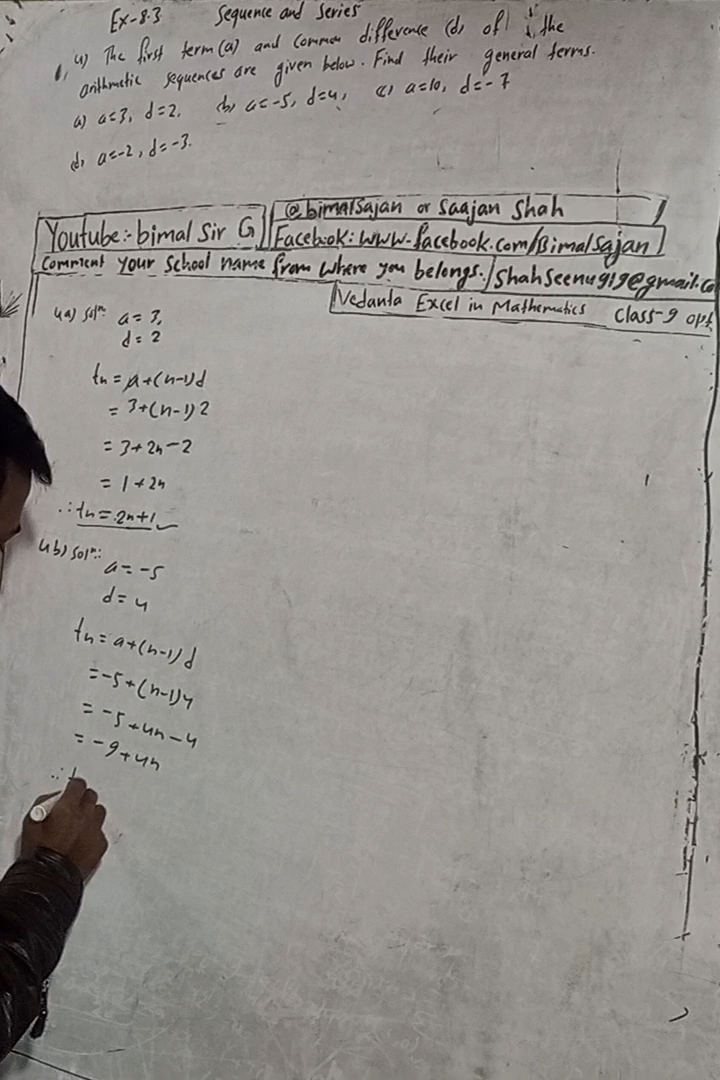 Ex-8.3 Sequence and Series
4) The first term (a) and common difference (d) of the
arithmetic sequences are given below. Find their general terms.
a) a=3, d=2, (b) a=-5, d=4, (c) a=10, d=-7
(d) a=-2, d=-3.
@bimalsajan or Saajan Shah
Youtube:- bimal Sir G
Facebook: www.facebook.com/Bimalsajan
Comment your School name from where you belongs./shahseenu919@gmail.co
Vedanta Excel in Mathematics Class-9 opt
4a) Solⁿ: a = 3,
d = 2
tn = a+(n-1)d
= 3+(n-1)2
= 3+2n-2
= 1+2n
∴ tn = 2n+1
4b) Solⁿ:
a = -5
d = 4
tn = a+(n-1)d
= -5+(n-1)4
= -5+4n-4
= -9+4n
∴ t